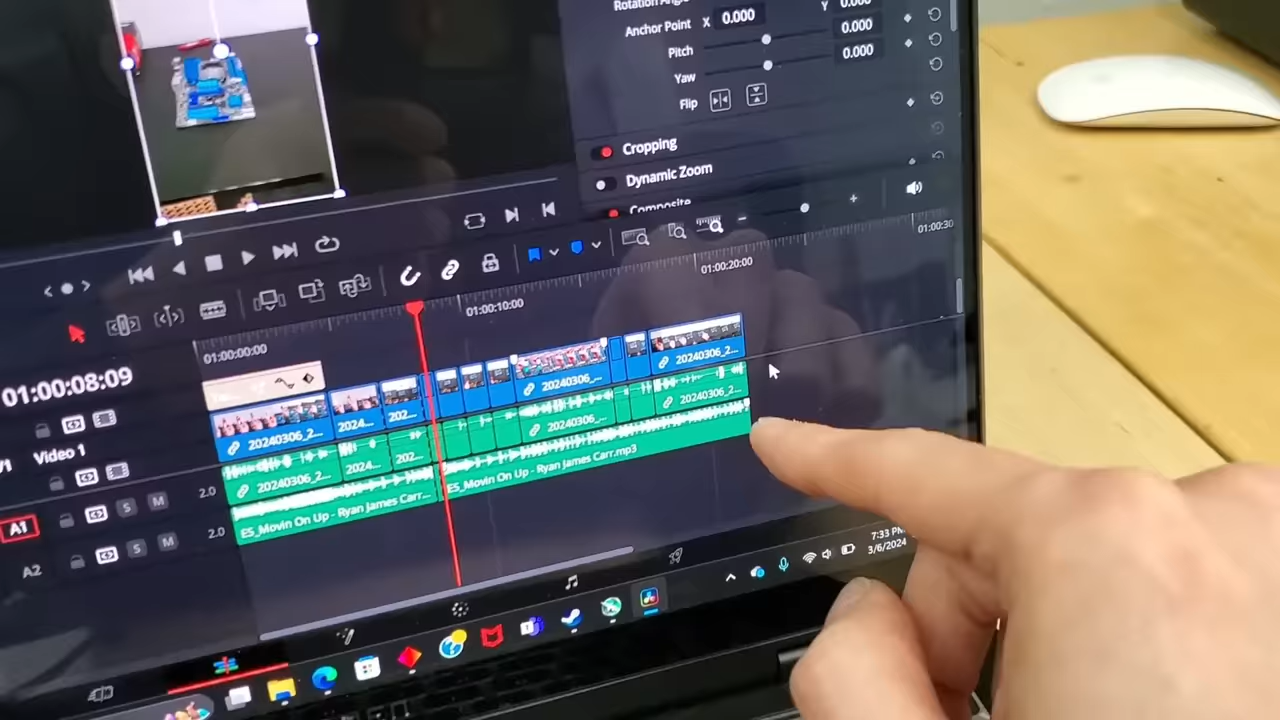 Rotation Angle
Anchor Point X 0.000 Y 0.000
Pitch 0.000
Yaw 0.000
Flip
Cropping
Dynamic Zoom
Composite
01:00:08:09
01:00:00:00
01:00:10:00
01:00:20:00
01:00:30
Video 1
20240306_2...
2024...
202...
20240306_2...
20240306_2...
A1
2.0
S M
20240306_2...
2024...
202...
20240306_...
20240306_2...
A2
2.0
S M
ES_Movin On Up - Ryan James Carr...
ES_Movin On Up - Ryan James Carr.mp3
7:33 PM
3/6/2024